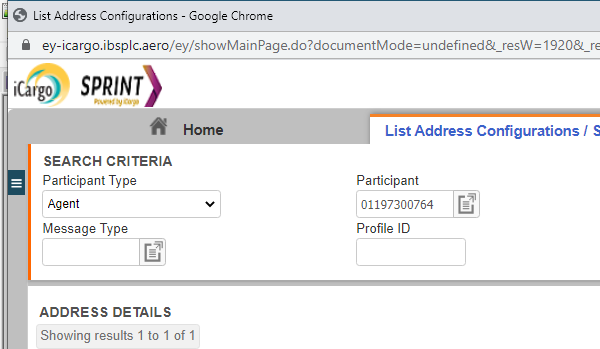 List Address Configurations - Google Chrome
ey-icargo.ibsplc.aero/ey/showMainPage.do?documentMode=undefined&_resW=1920&_re
iCargo SPRINT
Powered by iCargo
Home List Address Configurations / S
SEARCH CRITERIA
Participant Type Participant
Agent 01197300764
Message Type Profile ID
ADDRESS DETAILS
Showing results 1 to 1 of 1